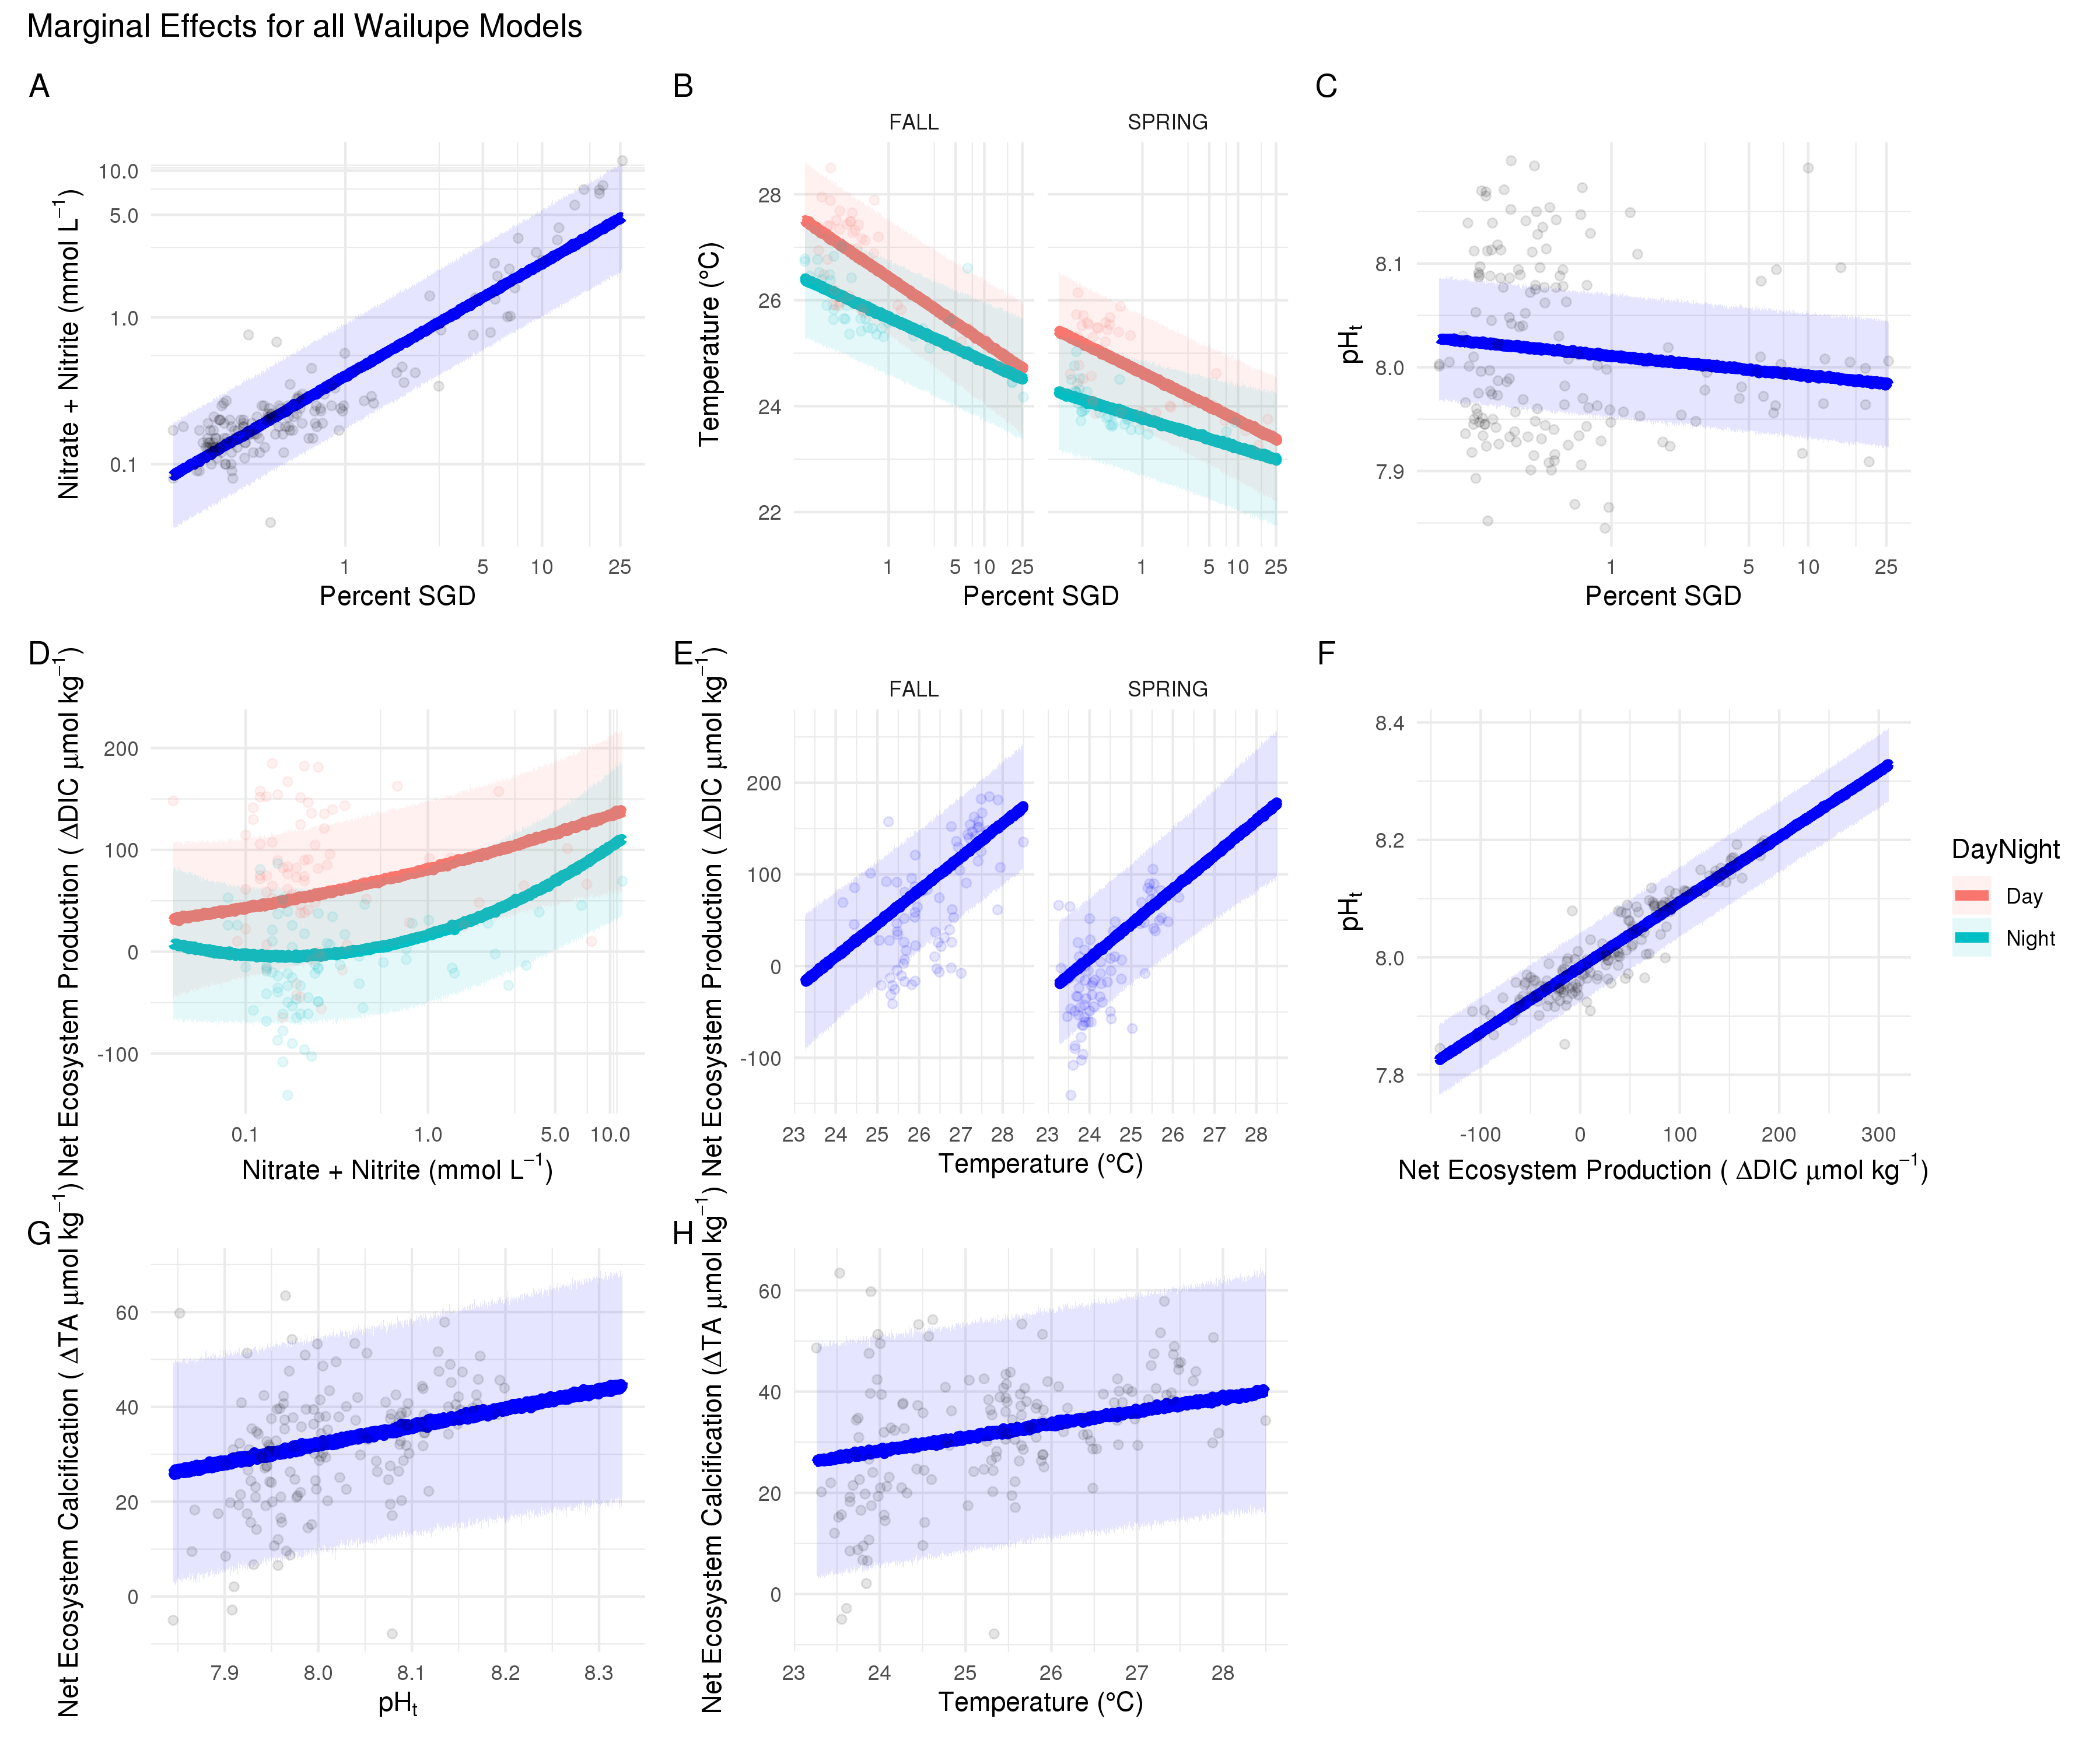 Marginal Effects for all Wailupe Models
A
Nitrate + Nitrite (mmol L⁻¹)
10.0
5.0
1.0
0.1
1 5 10 25
Percent SGD
B
FALL SPRING
Temperature (°C)
28
26
24
22
1 5 10 25 1 5 10 25
Percent SGD
C
pHₜ
8.1
8.0
7.9
1 5 10 25
Percent SGD
D
Net Ecosystem Production ( ΔDIC μmol kg⁻¹)
200
100
0
-100
0.1 1.0 5.0 10.0
Nitrate + Nitrite (mmol L⁻¹)
E
FALL SPRING
Net Ecosystem Production ( ΔDIC μmol kg⁻¹)
200
100
0
-100
23 24 25 26 27 28 23 24 25 26 27 28
Temperature (°C)
F
pHₜ
8.4
8.2
8.0
7.8
-100 0 100 200 300
Net Ecosystem Production ( ΔDIC μmol kg⁻¹)
DayNight
Day
Night
G
Net Ecosystem Calcification ( ΔTA μmol kg⁻¹)
60
40
20
0
7.9 8.0 8.1 8.2 8.3
pHₜ
H
Net Ecosystem Calcification (ΔTA μmol kg⁻¹)
60
40
20
0
23 24 25 26 27 28
Temperature (°C)